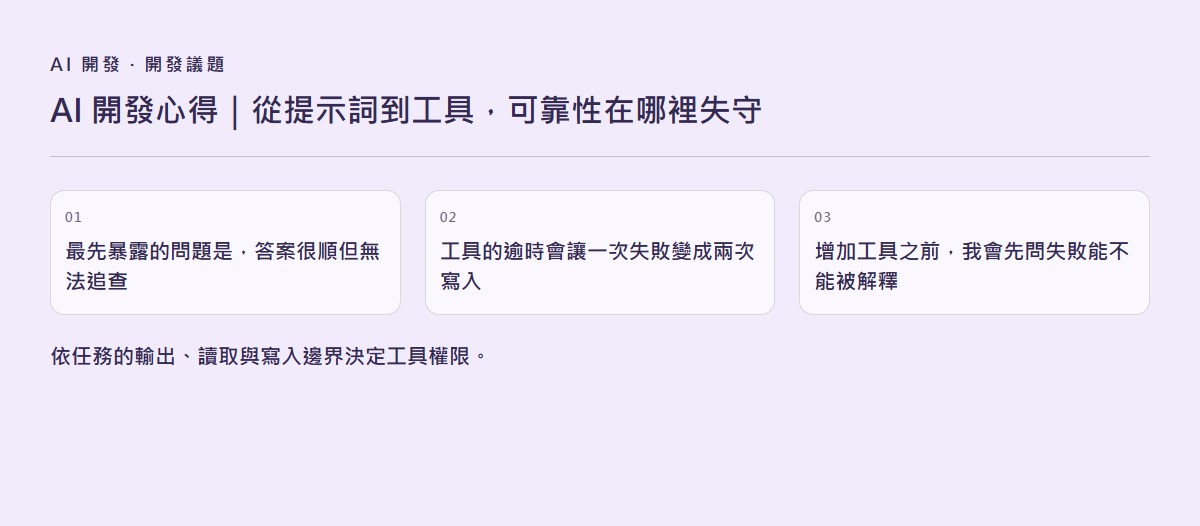 AI 開發 · 開發議題
AI 開發心得｜從提示詞到工具，可靠性在哪裡失守
01
最先暴露的問題是，答案很順但無
法追查
02
工具的逾時會讓一次失敗變成兩次
寫入
03
增加工具之前，我會先問失敗能不
能被解釋
依任務的輸出、讀取與寫入邊界決定工具權限。